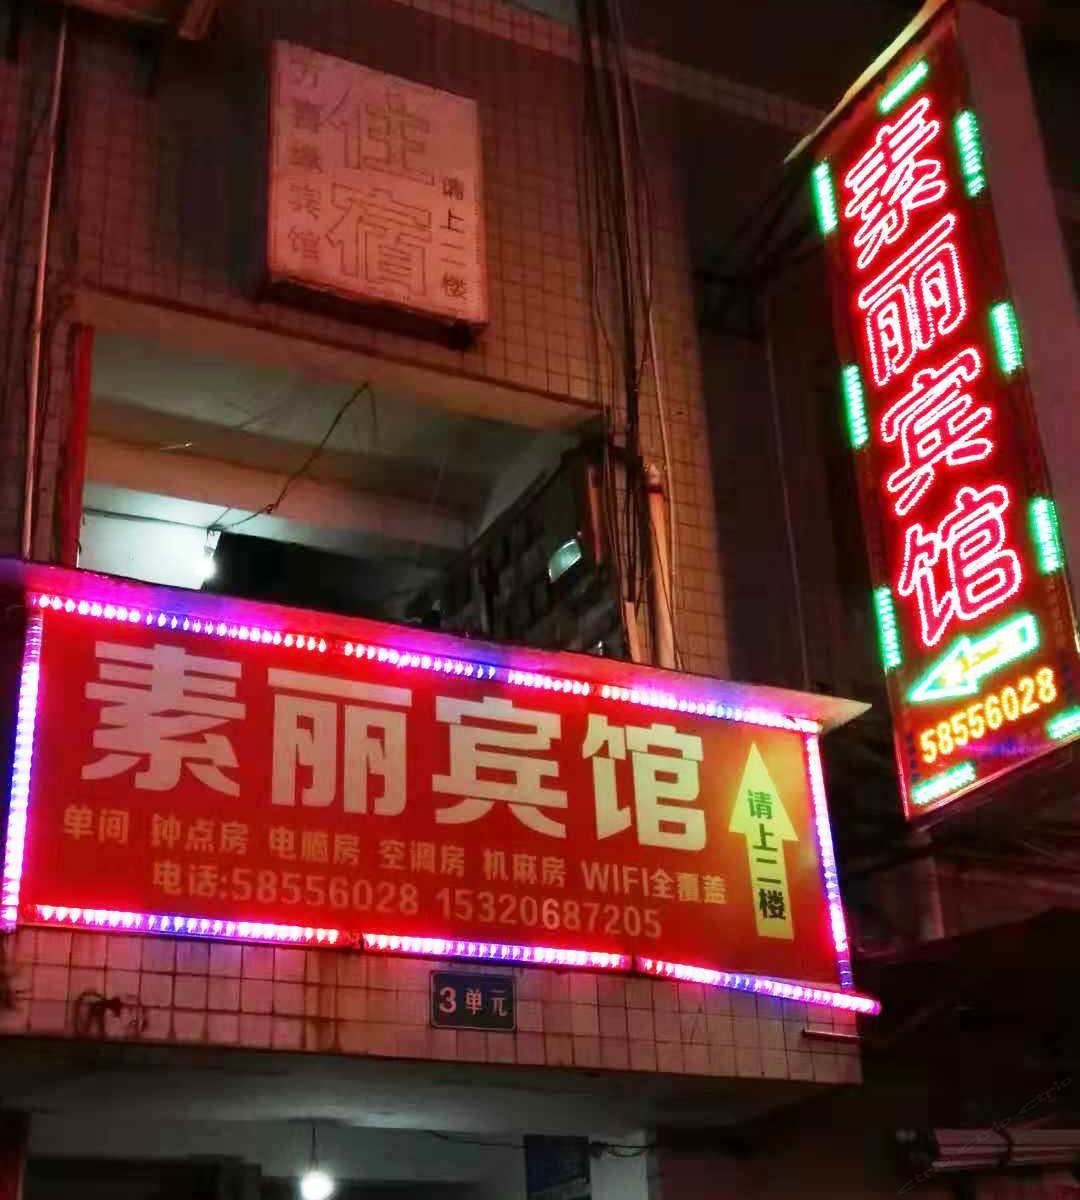 住宿
请上二楼
素丽宾馆
58556028
素丽宾馆
单间 钟点房 电脑房 空调房 机麻房 WIFI全覆盖
电话:58556028 15320687205
请上二楼
3单元